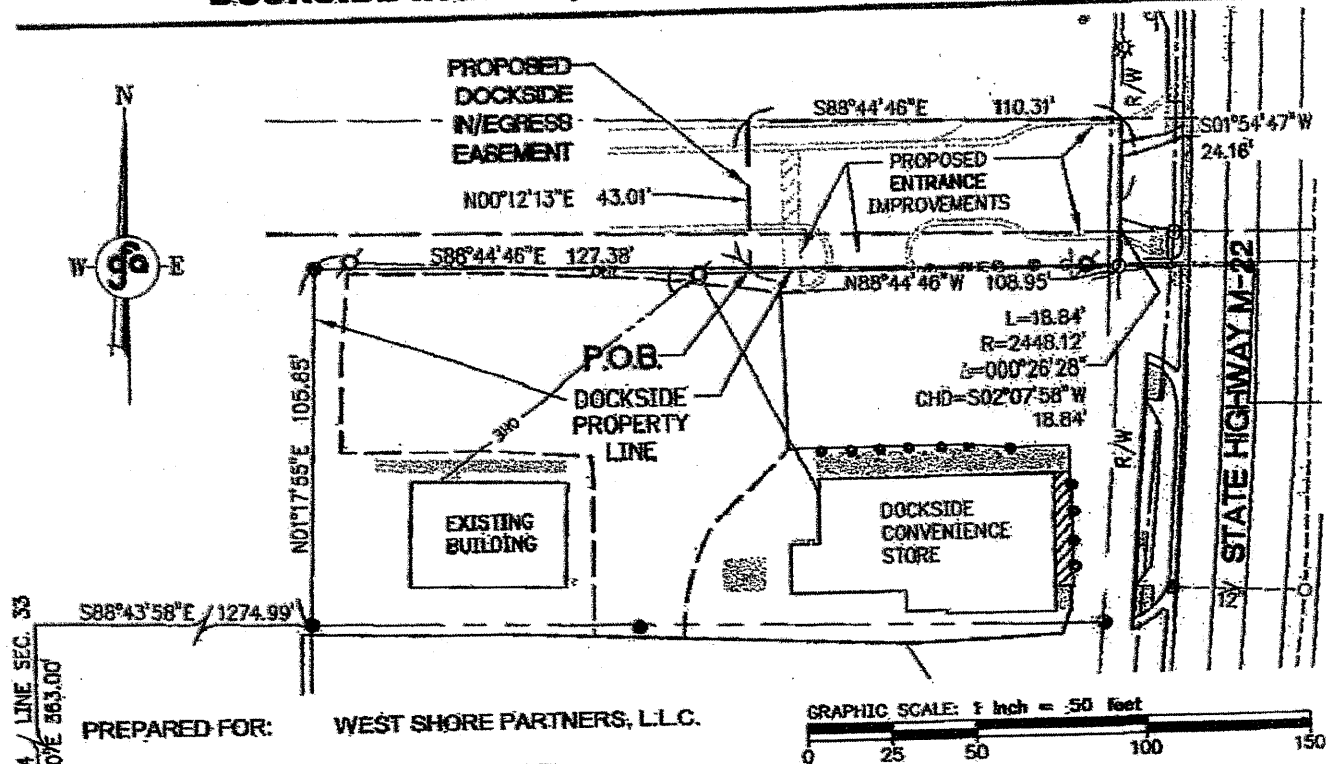 N
W
E
PROPOSED
DOCKSIDE
IN/EGRESS
EASEMENT
S88°44'46"E 110.31'
R/W
S01°54'47"W
24.16'
PROPOSED
ENTRANCE
IMPROVEMENTS
N00°12'13"E 43.01'
S88°44'46"E 127.38'
N88°44'46"W 108.95'
L=18.84'
R=2448.12'
Δ=000°26'28"
CHD=S02°07'58"W
18.84'
P.O.B.
DOCKSIDE
PROPERTY
LINE
OHE
N01°17'55"E 105.85'
R/W
STATE HIGHWAY M-22
EXISTING
BUILDING
DOCKSIDE
CONVENIENCE
STORE
12'
S88°43'58"E 1274.99'
LINE SEC. 33
363.00'
PREPARED FOR: WEST SHORE PARTNERS, L.L.C.
GRAPHIC SCALE: 1 inch = 50 feet
0 25 50 100 150